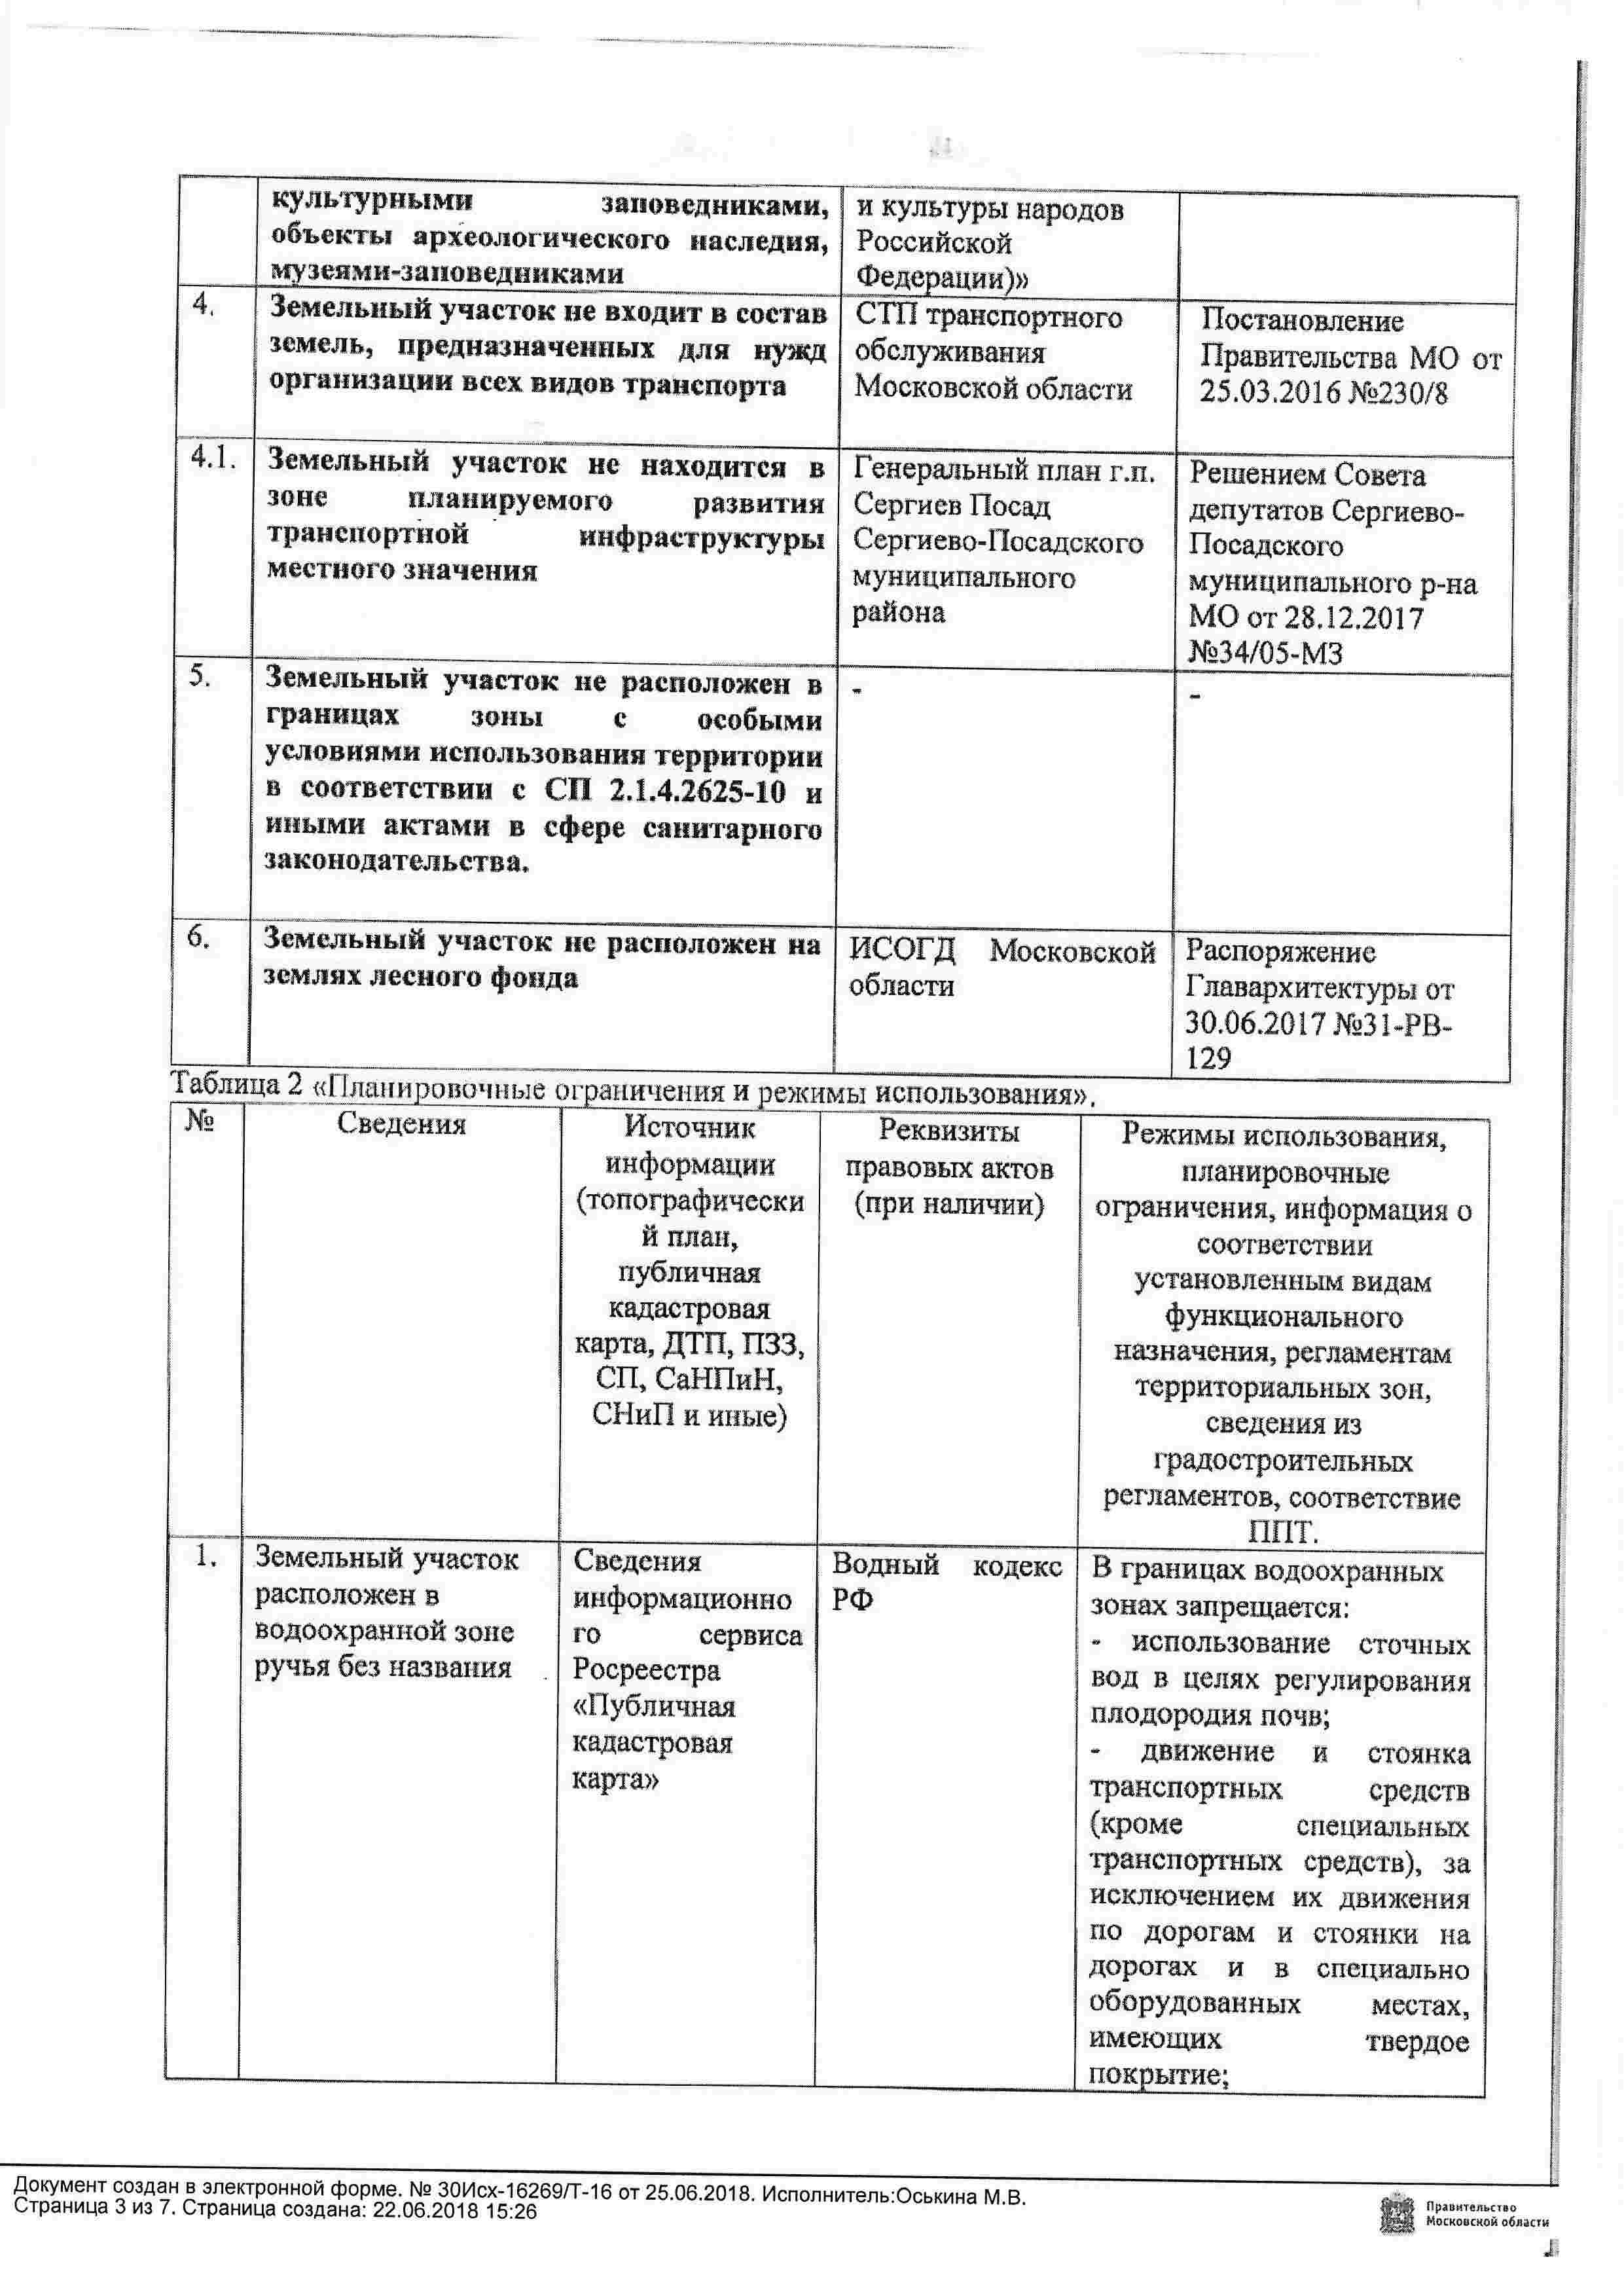 культурными заповедниками,
объекты археологического наследия,
музеями-заповедниками
и культуры народов
Российской
Федерации)»
4.
Земельный участок не входит в состав
земель, предназначенных для нужд
организации всех видов транспорта
СТП транспортного
обслуживания
Московской области
Постановление
Правительства МО от
25.03.2016 №230/8
4.1.
Земельный участок не находится в
зоне планируемого развития
транспортной инфраструктуры
местного значения
Генеральный план г.п.
Сергиев Посад
Сергиево-Посадского
муниципального
района
Решением Совета
депутатов Сергиево-
Посадского
муниципального р-на
МО от 28.12.2017
№34/05-МЗ
5.
Земельный участок не расположен в
границах зоны с особыми
условиями использования территории
в соответствии с СП 2.1.4.2625-10 и
иными актами в сфере санитарного
законодательства.
-
-
6.
Земельный участок не расположен на
землях лесного фонда
ИСОГД Московской
области
Распоряжение
Главархитектуры от
30.06.2017 №31-РВ-
129
Таблица 2 «Планировочные ограничения и режимы использования».
№
Сведения
Источник
информации
(топографически
й план,
публичная
кадастровая
карта, ДТП, ПЗЗ,
СП, СаНПиН,
СНиП и иные)
Реквизиты
правовых актов
(при наличии)
Режимы использования,
планировочные
ограничения, информация о
соответствии
установленным видам
функционального
назначения, регламентам
территориальных зон,
сведения из
градостроительных
регламентов, соответствие
ППТ.
1.
Земельный участок
расположен в
водоохранной зоне
ручья без названия
Сведения
информационно
го сервиса
Росреестра
«Публичная
кадастровая
карта»
Водный кодекс
РФ
В границах водоохранных
зонах запрещается:
- использование сточных
вод в целях регулирования
плодородия почв;
- движение и стоянка
транспортных средств
(кроме специальных
транспортных средств), за
исключением их движения
по дорогам и стоянки на
дорогах и в специально
оборудованных местах,
имеющих твердое
покрытие;
Документ создан в электронной форме. № 30Исх-16269/Т-16 от 25.06.2018. Исполнитель:Оськина М.В.
Страница 3 из 7. Страница создана: 22.06.2018 15:26
Правительство
Московской области